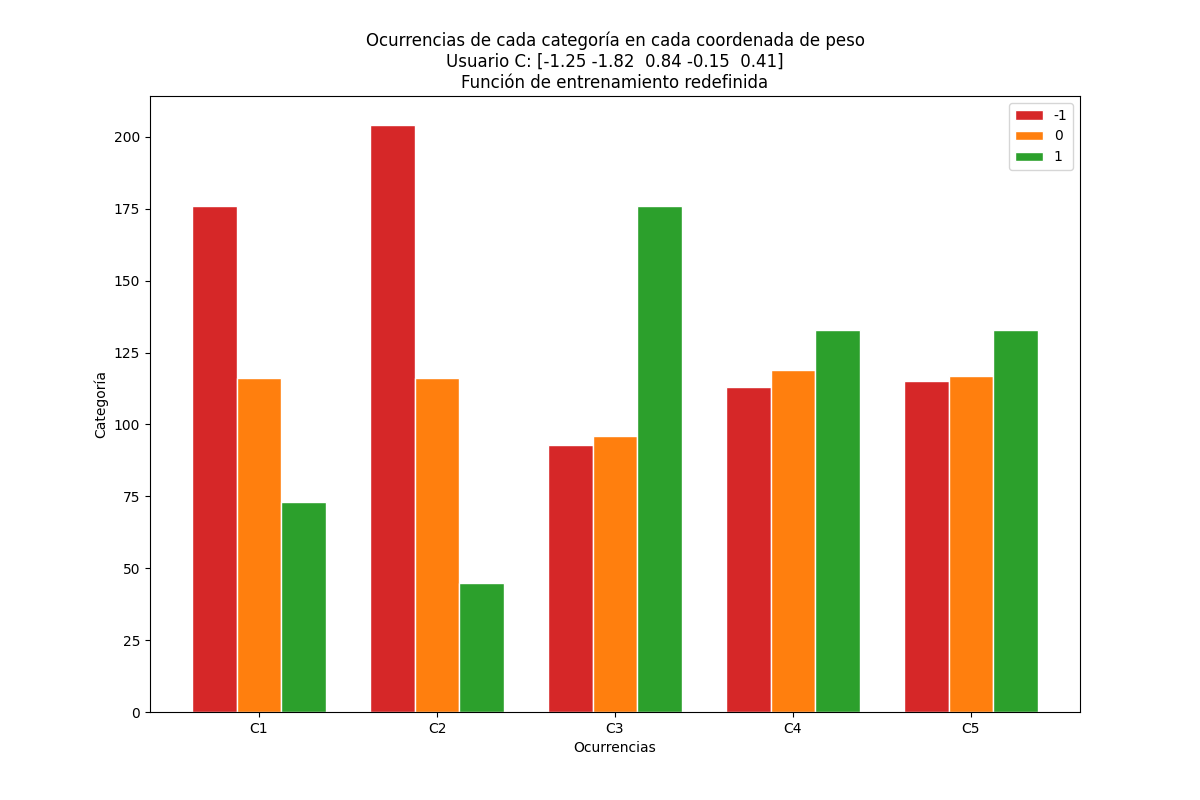 Ocurrencias de cada categoría en cada coordenada de peso
Usuario C: [-1.25 -1.82  0.84 -0.15  0.41]
Función de entrenamiento redefinida
-1
0
1
200
175
150
125
100
75
50
25
0
Categoría
C1 C2 C3 C4 C5
Ocurrencias